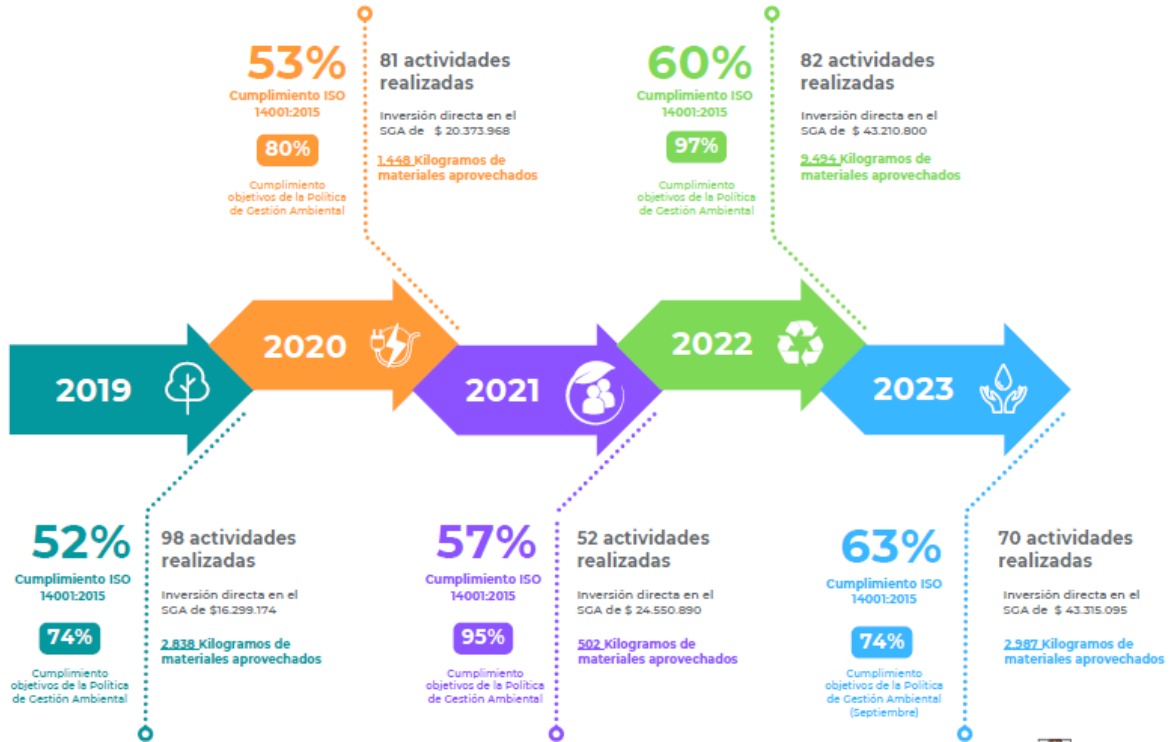 53%
Cumplimiento ISO
14001:2015
80%
Cumplimiento
objetivos de la Política
de Gestión Ambiental
81 actividades
realizadas
Inversión directa en el
SGA de $ 20.373.968
1.448 Kilogramos de
materiales aprovechados
60%
Cumplimiento ISO
14001:2015
97%
Cumplimiento
objetivos de la Política
de Gestión Ambiental
82 actividades
realizadas
Inversión directa en el
SGA de $ 43.210.800
9.494 Kilogramos de
materiales aprovechados
2019
2020
2021
2022
2023
52%
Cumplimiento ISO
14001:2015
74%
Cumplimiento
objetivos de la Política
de Gestión Ambiental
98 actividades
realizadas
Inversión directa en el
SGA de $16.299.174
2.838 Kilogramos de
materiales aprovechados
57%
Cumplimiento ISO
14001:2015
95%
Cumplimiento
objetivos de la Política
de Gestión Ambiental
52 actividades
realizadas
Inversión directa en el
SGA de $ 24.550.890
502 Kilogramos de
materiales aprovechados
63%
Cumplimiento ISO
14001:2015
74%
Cumplimiento
objetivos de la Política
de Gestión Ambiental
(Septiembre)
70 actividades
realizadas
Inversión directa en el
SGA de $ 43.315.095
2.987 Kilogramos de
materiales aprovechados